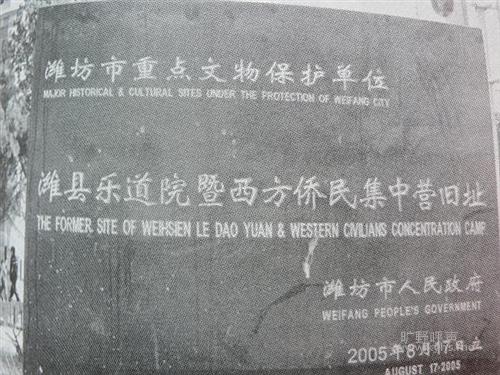 潍坊市重点文物保护单位
MAJOR HISTORICAL & CULTURAL SITES UNDER THE PROTECTION OF WEIFANG CITY
潍县乐道院暨西方侨民集中营旧址
THE FORMER SITE OF WEIHSIEN LE DAO YUAN & WESTERN CIVILIANS CONCENTRATION CAMP
潍坊市人民政府
WEIFANG PEOPLE'S GOVERNMENT
2005年8月17日立
AUGUST 17·2005